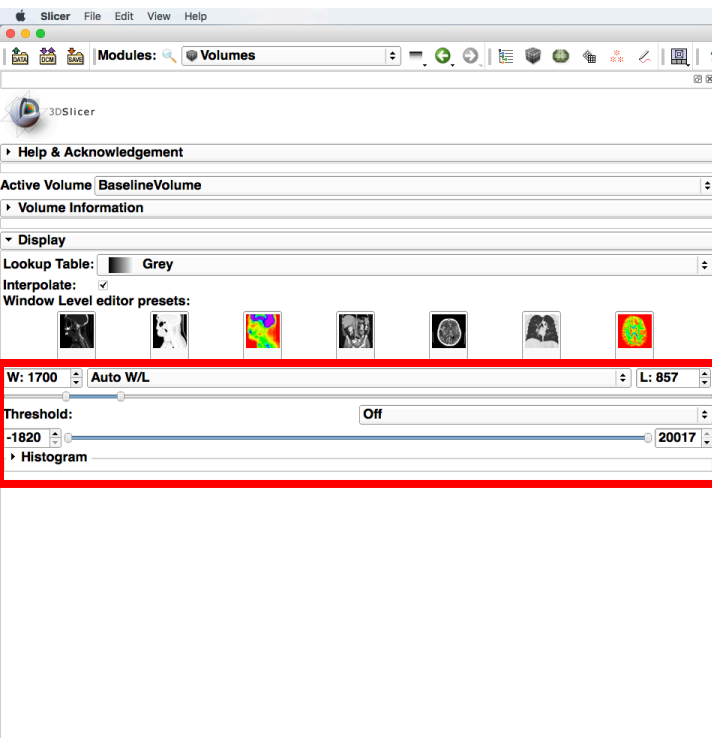 Slicer File Edit View Help
DATA DCM SAVE Modules: Volumes
3DSlicer
Help & Acknowledgement
Active Volume BaselineVolume
Volume Information
Display
Lookup Table: Grey
Interpolate:
Window Level editor presets:
W: 1700 Auto W/L L: 857
Threshold: Off
-1820 20017
Histogram